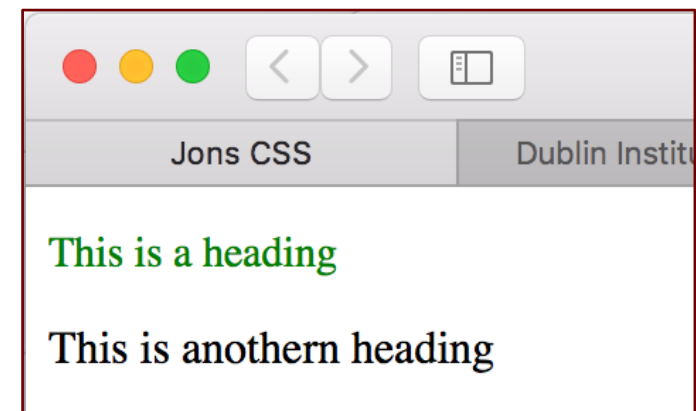 Jons CSS
Dublin Institu
This is a heading
This is anothern heading